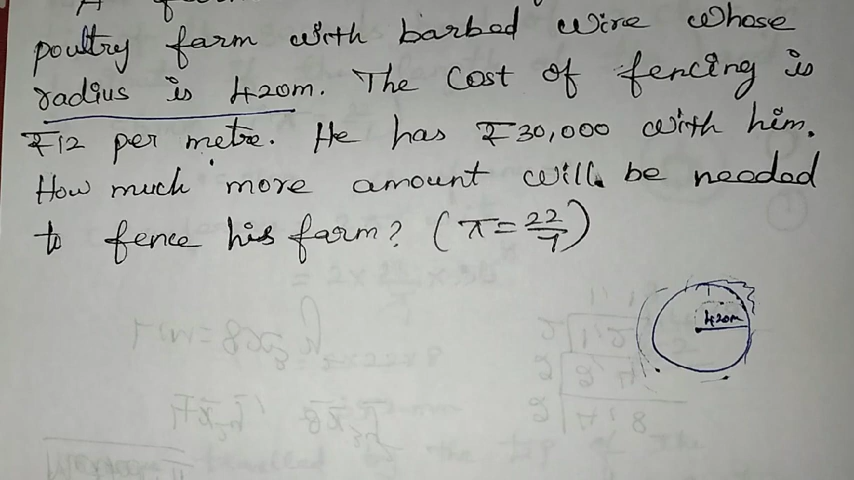 A
poultry farm with barbed wire whose
radius is 420m. The cost of fencing is
₹12 per metre. He has ₹30,000 with him.
How much more amount will be needed
to fence his farm? (π=22/7)
420m